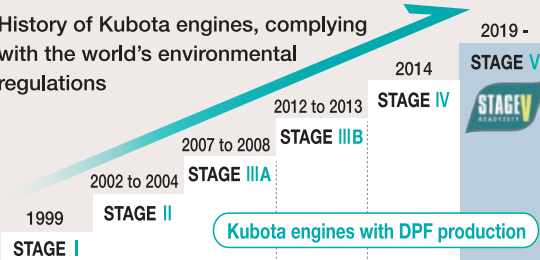 History of Kubota engines, complying
with the world's environmental
regulations
2019 -
STAGE V
STAGEV
READY2019
2014
STAGE IV
2012 to 2013
STAGE IIIB
2007 to 2008
STAGE IIIA
2002 to 2004
STAGE II
1999
STAGE I
Kubota engines with DPF production